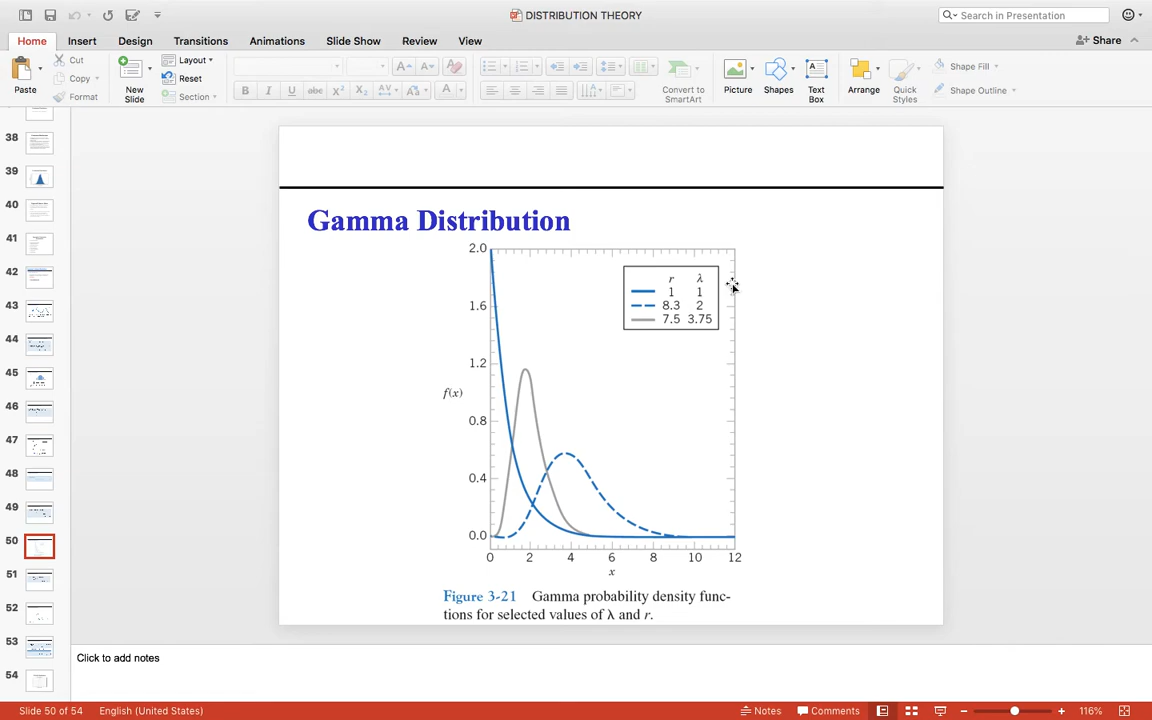 DISTRIBUTION THEORY
Search in Presentation
Home Insert Design Transitions Animations Slide Show Review View
Share
Paste
Cut
Copy
Format
New Slide
Layout
Reset
Section
B I U abc X² X₂ AV Aa A
Convert to SmartArt
Picture
Shapes
Text Box
Arrange
Quick Styles
Shape Fill
Shape Outline
38
39
40
41
42
43
44
45
46
47
48
49
50
51
52
53
54
Gamma Distribution
2.0
1.6
1.2
0.8
0.4
0.0
f(x)
r λ
1 1
8.3 2
7.5 3.75
0 2 4 6 8 10 12
x
Figure 3-21 Gamma probability density func-
tions for selected values of λ and r.
Click to add notes
Slide 50 of 54 English (United States) Notes Comments 116%